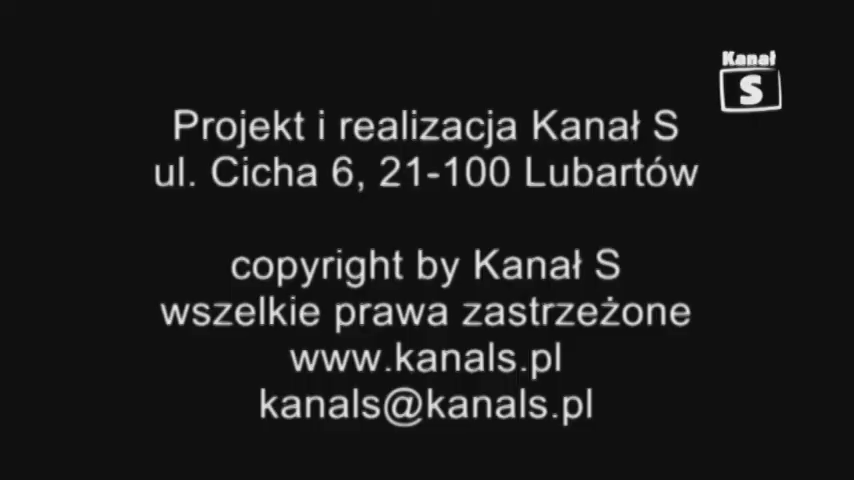 Kanał
S
Projekt i realizacja Kanał S
ul. Cicha 6, 21-100 Lubartów
copyright by Kanał S
wszelkie prawa zastrzeżone
www.kanals.pl
kanals@kanals.pl